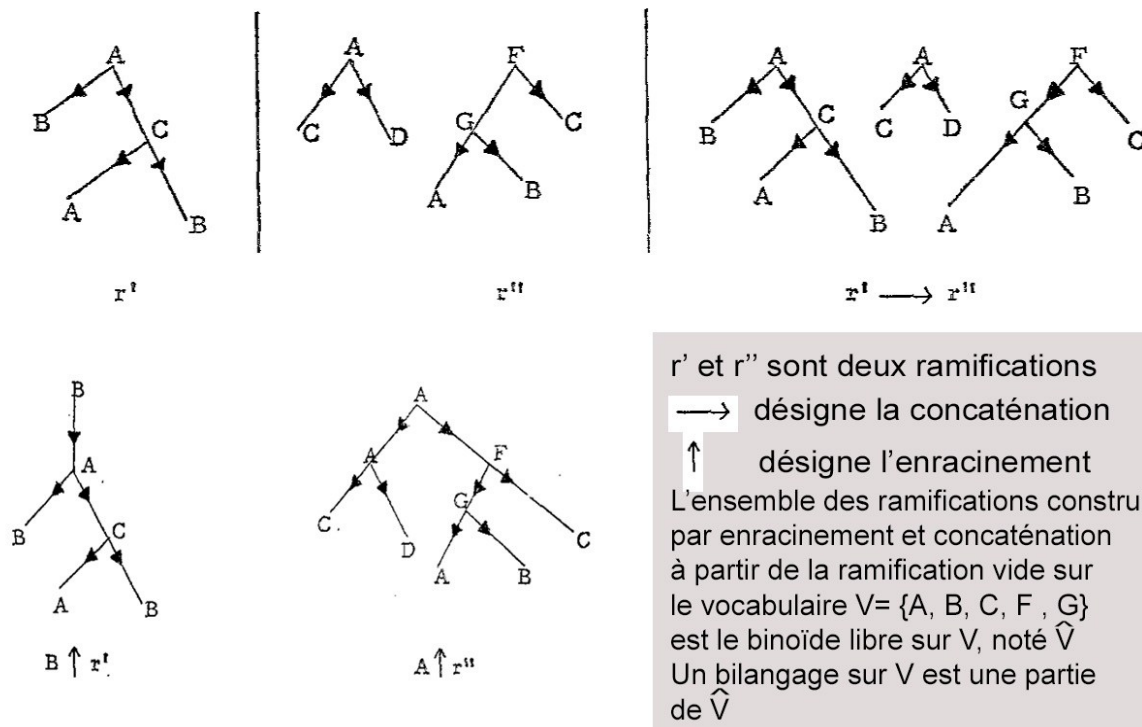 A
B C
A B
r'
A
C D
F
G C
A B
r''
A
B C
A B
A
C D
F
G C
A B
r' → r''
B
A
B C
A B
B ↑ r'
A
A F
C D G C
A B
A ↑ r''
r' et r'' sont deux ramifications
→ désigne la concaténation
↑ désigne l'enracinement
L'ensemble des ramifications constru
par enracinement et concaténation
à partir de la ramification vide sur
le vocabulaire V= {A, B, C, F , G}
est le binoïde libre sur V, noté V̂
Un bilangage sur V est une partie
de V̂